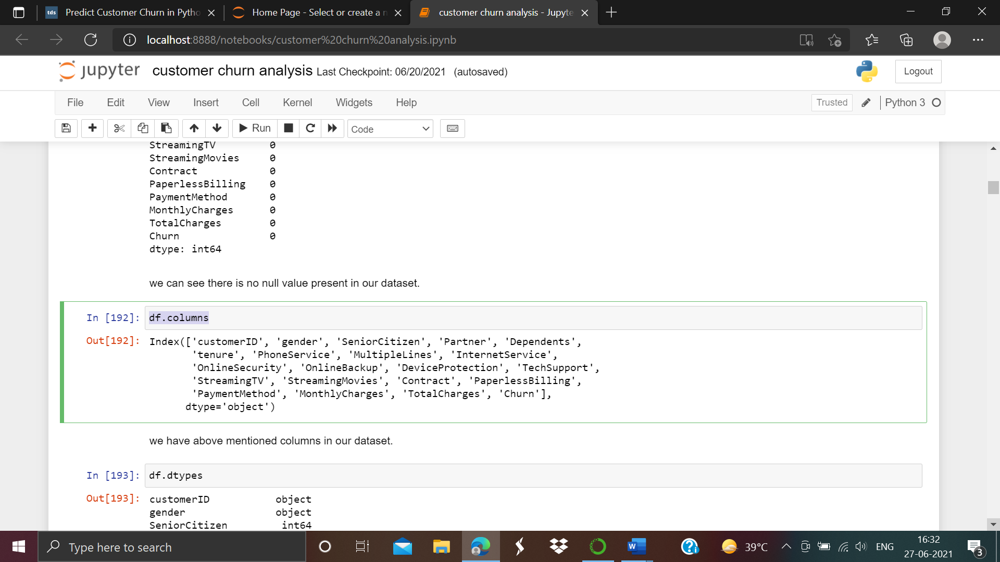 tds Predict Customer Churn in Pytho
Home Page - Select or create a n
customer churn analysis - Jupyte
localhost:8888/notebooks/customer%20churn%20analysis.ipynb
jupyter customer churn analysis Last Checkpoint: 06/20/2021 (autosaved)
Logout
File Edit View Insert Cell Kernel Widgets Help
Trusted Python 3
Run Code
StreamingTV 0
StreamingMovies 0
Contract 0
PaperlessBilling 0
PaymentMethod 0
MonthlyCharges 0
TotalCharges 0
Churn 0
dtype: int64
we can see there is no null value present in our dataset.
In [192]: df.columns
Out[192]: Index(['customerID', 'gender', 'SeniorCitizen', 'Partner', 'Dependents',
'tenure', 'PhoneService', 'MultipleLines', 'InternetService',
'OnlineSecurity', 'OnlineBackup', 'DeviceProtection', 'TechSupport',
'StreamingTV', 'StreamingMovies', 'Contract', 'PaperlessBilling',
'PaymentMethod', 'MonthlyCharges', 'TotalCharges', 'Churn'],
dtype='object')
we have above mentioned columns in our dataset.
In [193]: df.dtypes
Out[193]: customerID object
gender object
SeniorCitizen int64
Type here to search
W
39°C
ENG
16:32
27-06-2021
3